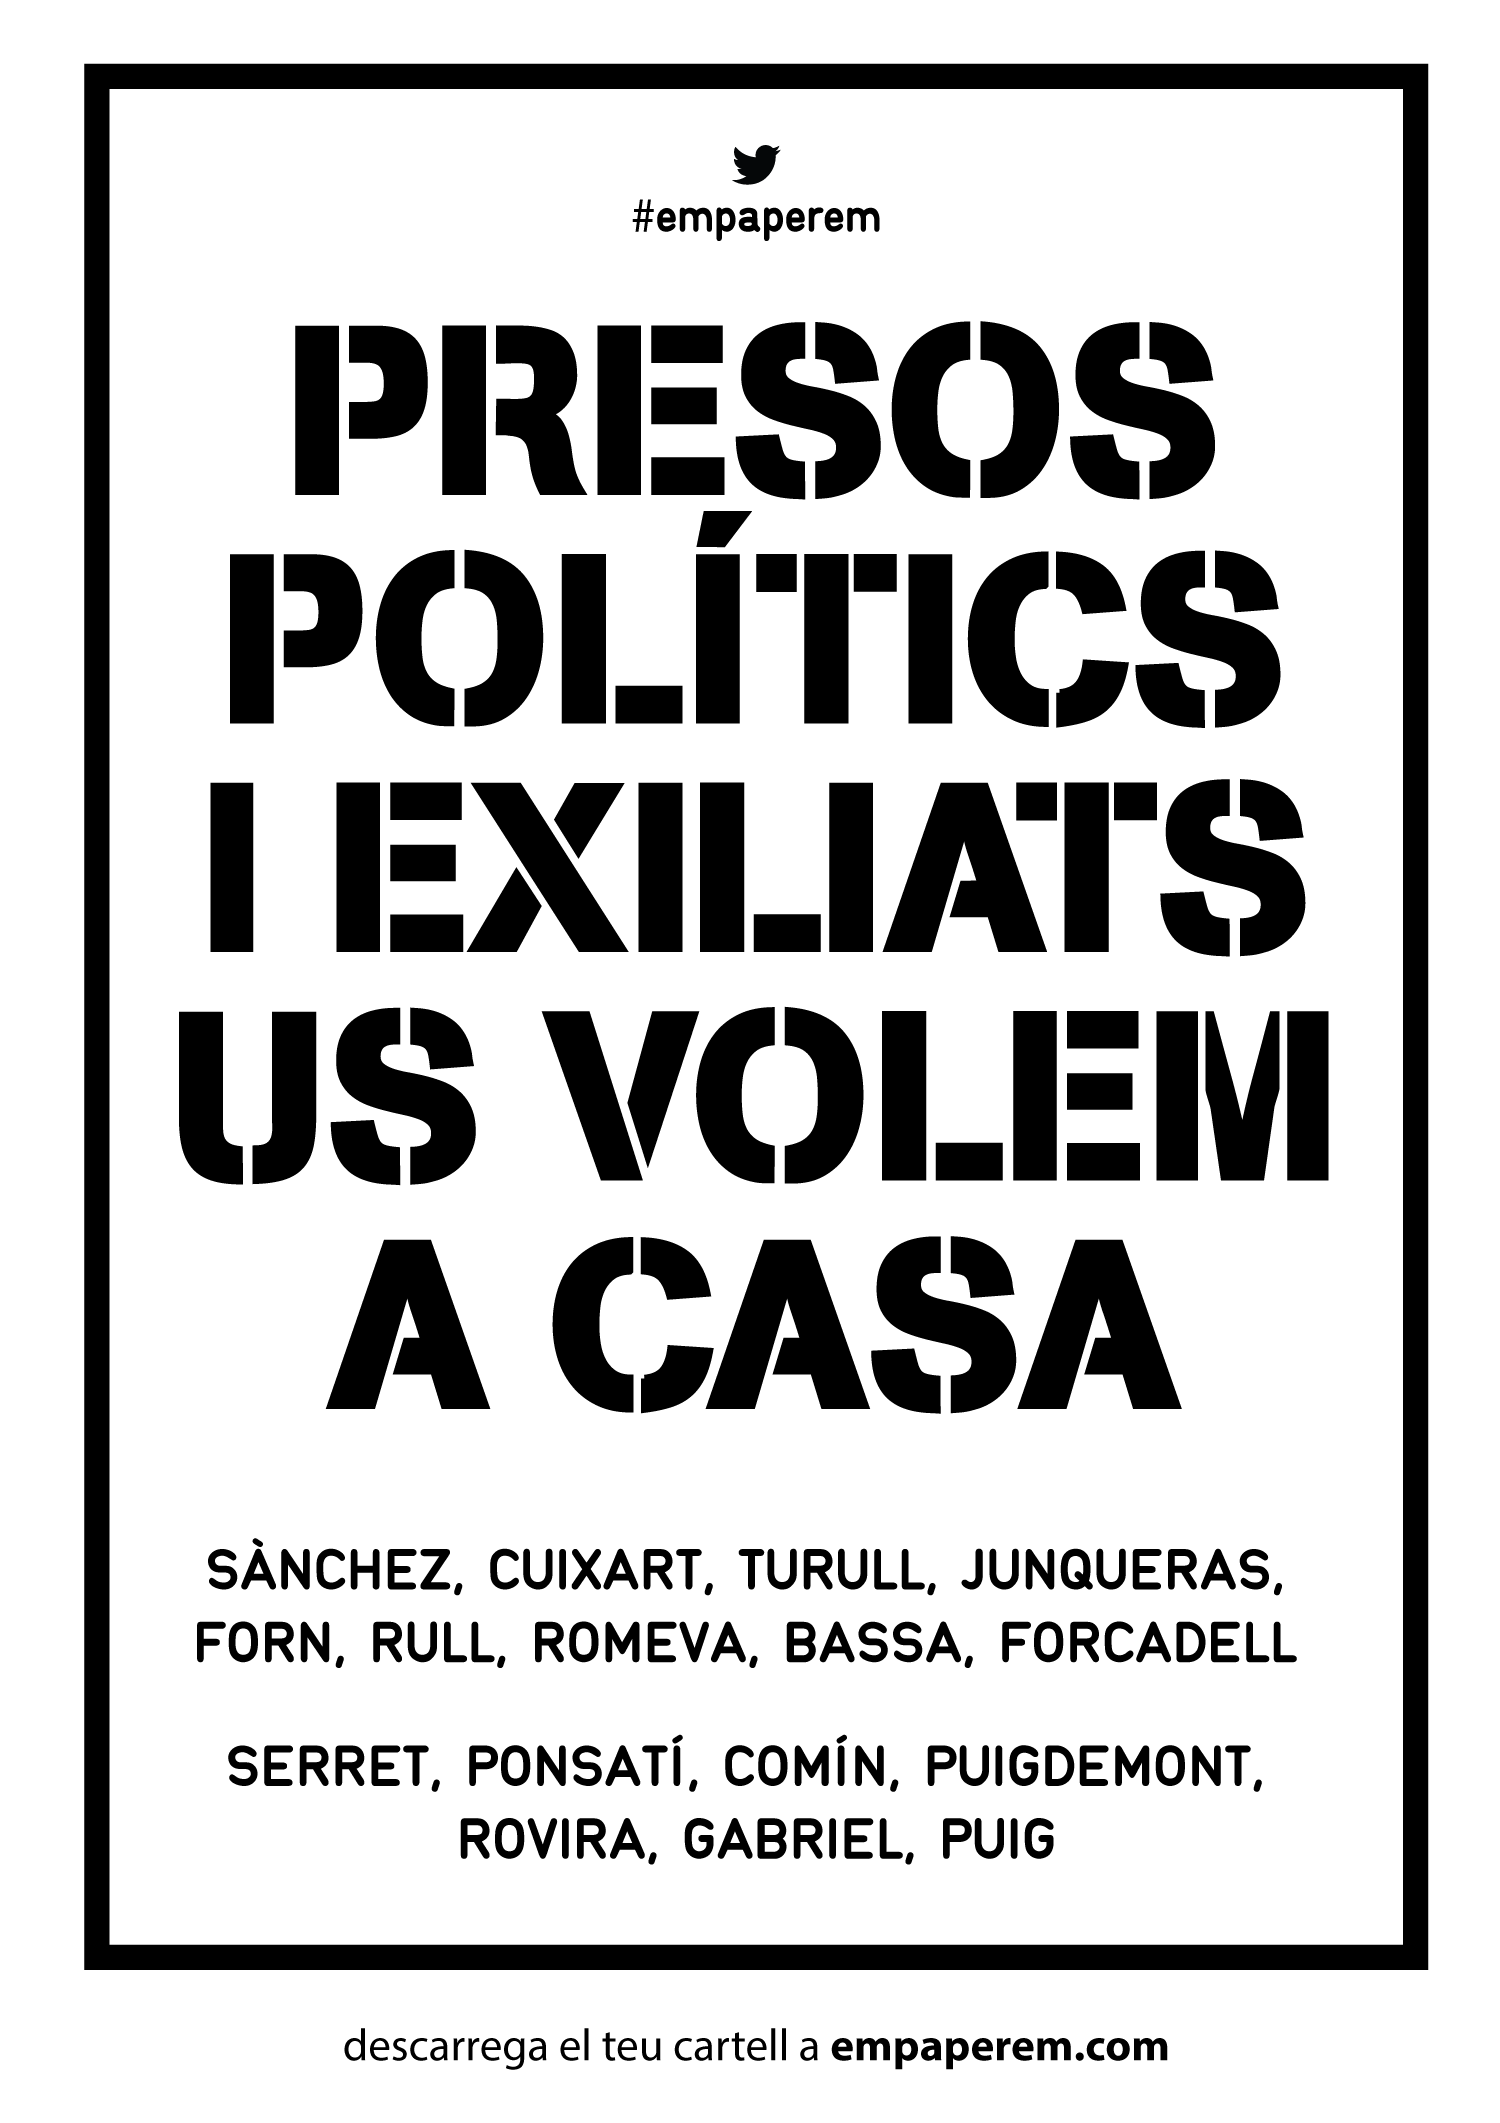 #empaperem
PRESOS
POLÍTICS
I EXILIATS
US VOLEM
A CASA
SÀNCHEZ, CUIXART, TURULL, JUNQUERAS,
FORN, RULL, ROMEVA, BASSA, FORCADELL
SERRET, PONSATÍ, COMÍN, PUIGDEMONT,
ROVIRA, GABRIEL, PUIG
descarrega el teu cartell a empaperem.com